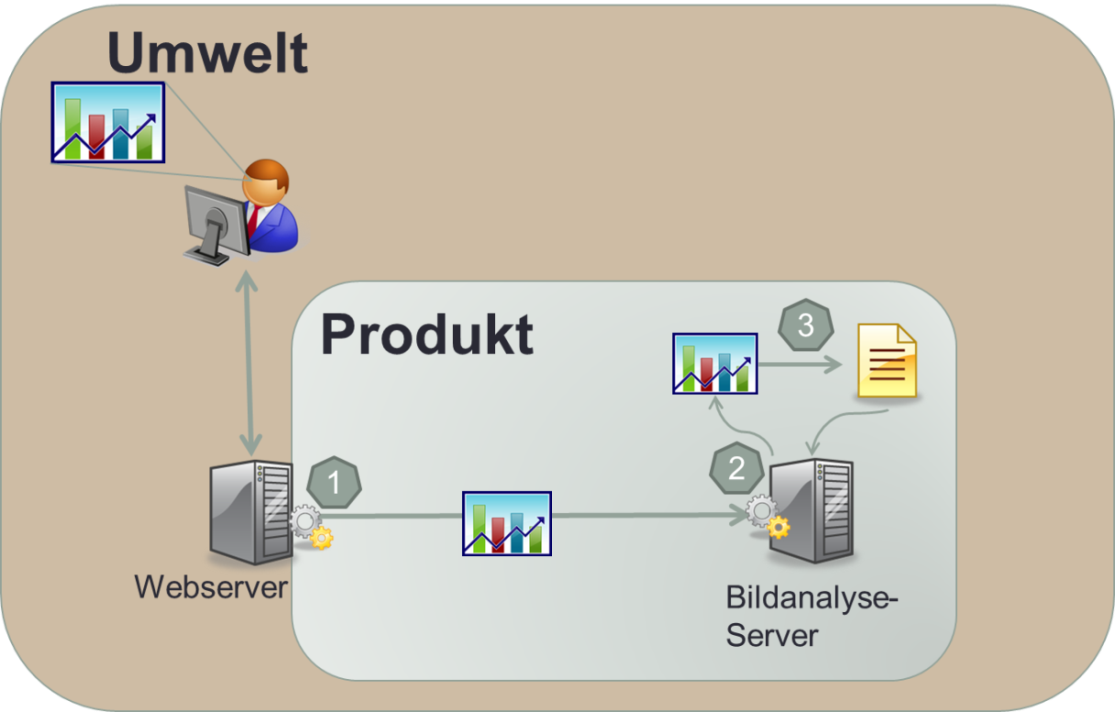 Umwelt
Produkt
3
2
1
Webserver
Bildanalyse-
Server